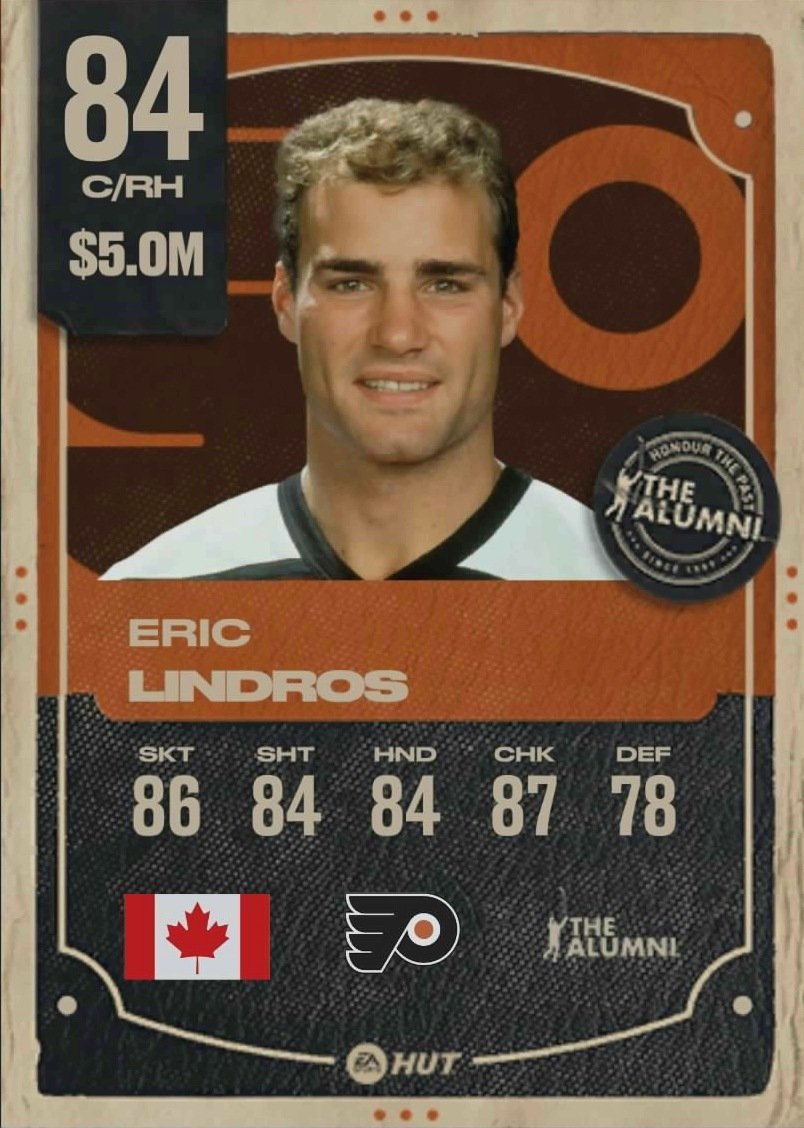 84
C/RH
$5.0M
HONOUR THE PAST
THE
ALUMNI
ERIC
LINDROS
SKT SHT HND CHK DEF
86 84 84 87 78
THE
ALUMNI
EA
HUT